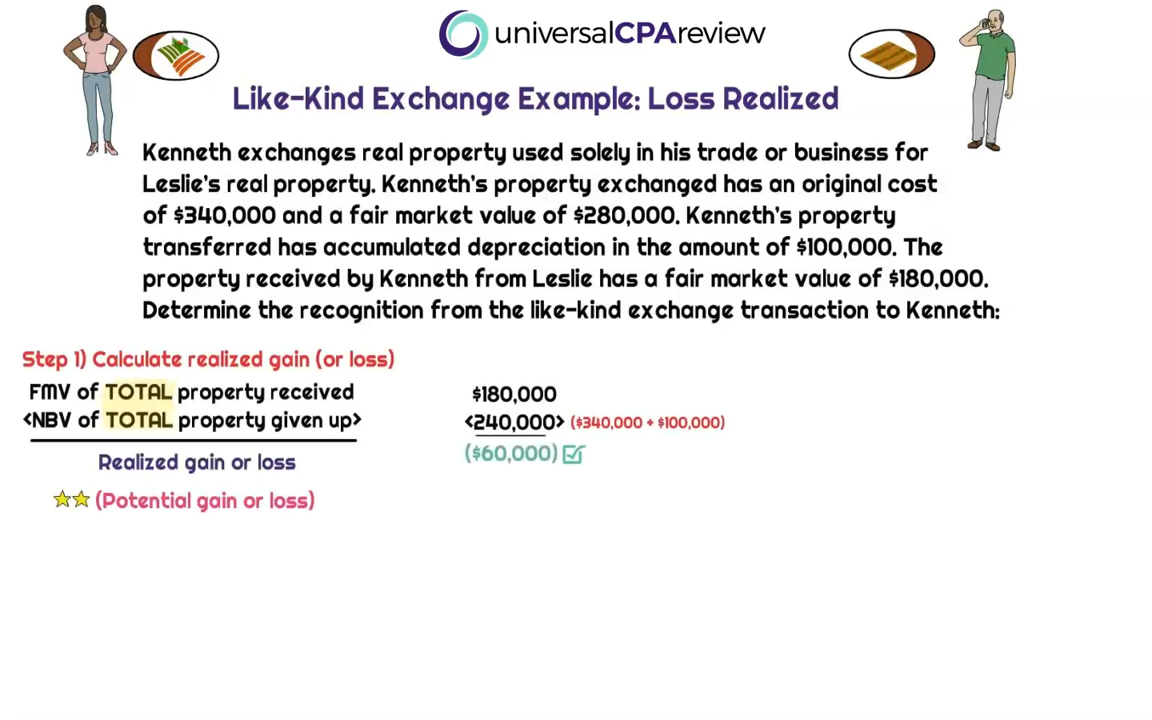 universalCPAreview
Like-Kind Exchange Example: Loss Realized
Kenneth exchanges real property used solely in his trade or business for
Leslie's real property. Kenneth's property exchanged has an original cost
of $340,000 and a fair market value of $280,000. Kenneth's property
transferred has accumulated depreciation in the amount of $100,000. The
property received by Kenneth from Leslie has a fair market value of $180,000.
Determine the recognition from the like-kind exchange transaction to Kenneth:
Step 1) Calculate realized gain (or loss)
FMV of TOTAL property received $180,000
<NBV of TOTAL property given up> <240,000> ($340,000 + $100,000)
Realized gain or loss ($60,000)
(Potential gain or loss)